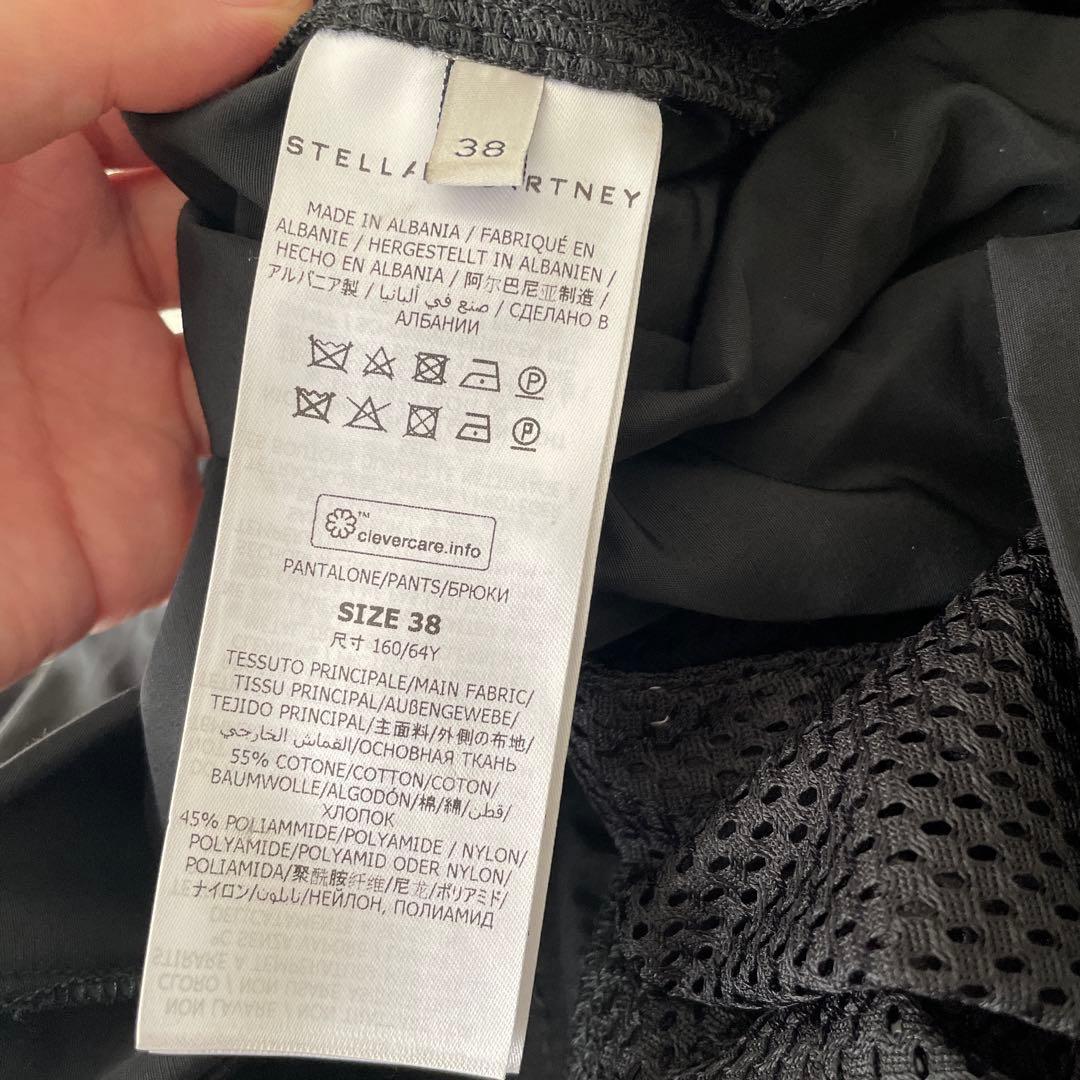 38
STELLA RTNEY
MADE IN ALBANIA / FABRIQUÉ EN
ALBANIE / HERGESTELLT IN ALBANIEN /
HECHO EN ALBANIA / 阿尔巴尼亚制造 /
アルバニア製 / صنع في ألبانيا / СДЕЛАНО В
АЛБАНИИ
P
P
™
clevercare.info
PANTALONE/PANTS/БРЮКИ
SIZE 38
尺寸 160/64Y
TESSUTO PRINCIPALE/MAIN FABRIC/
TISSU PRINCIPAL/AUßENGEWEBE/
TEJIDO PRINCIPAL/主面料/外側の布地/
القماش الخارجي/ОСНОВНАЯ ТКАНЬ
55% COTONE/COTTON/COTON/
BAUMWOLLE/ALGODÓN/棉/綿/قطن/
ХЛОПОК
45% POLIAMMIDE/POLYAMIDE / NYLON/
POLYAMIDE/POLYAMID ODER NYLON/
POLIAMIDA/聚酰胺纤维/尼龙/ポリアミド/
ナイロン/نايلون/НЕЙЛОН, ПОЛИАМИД